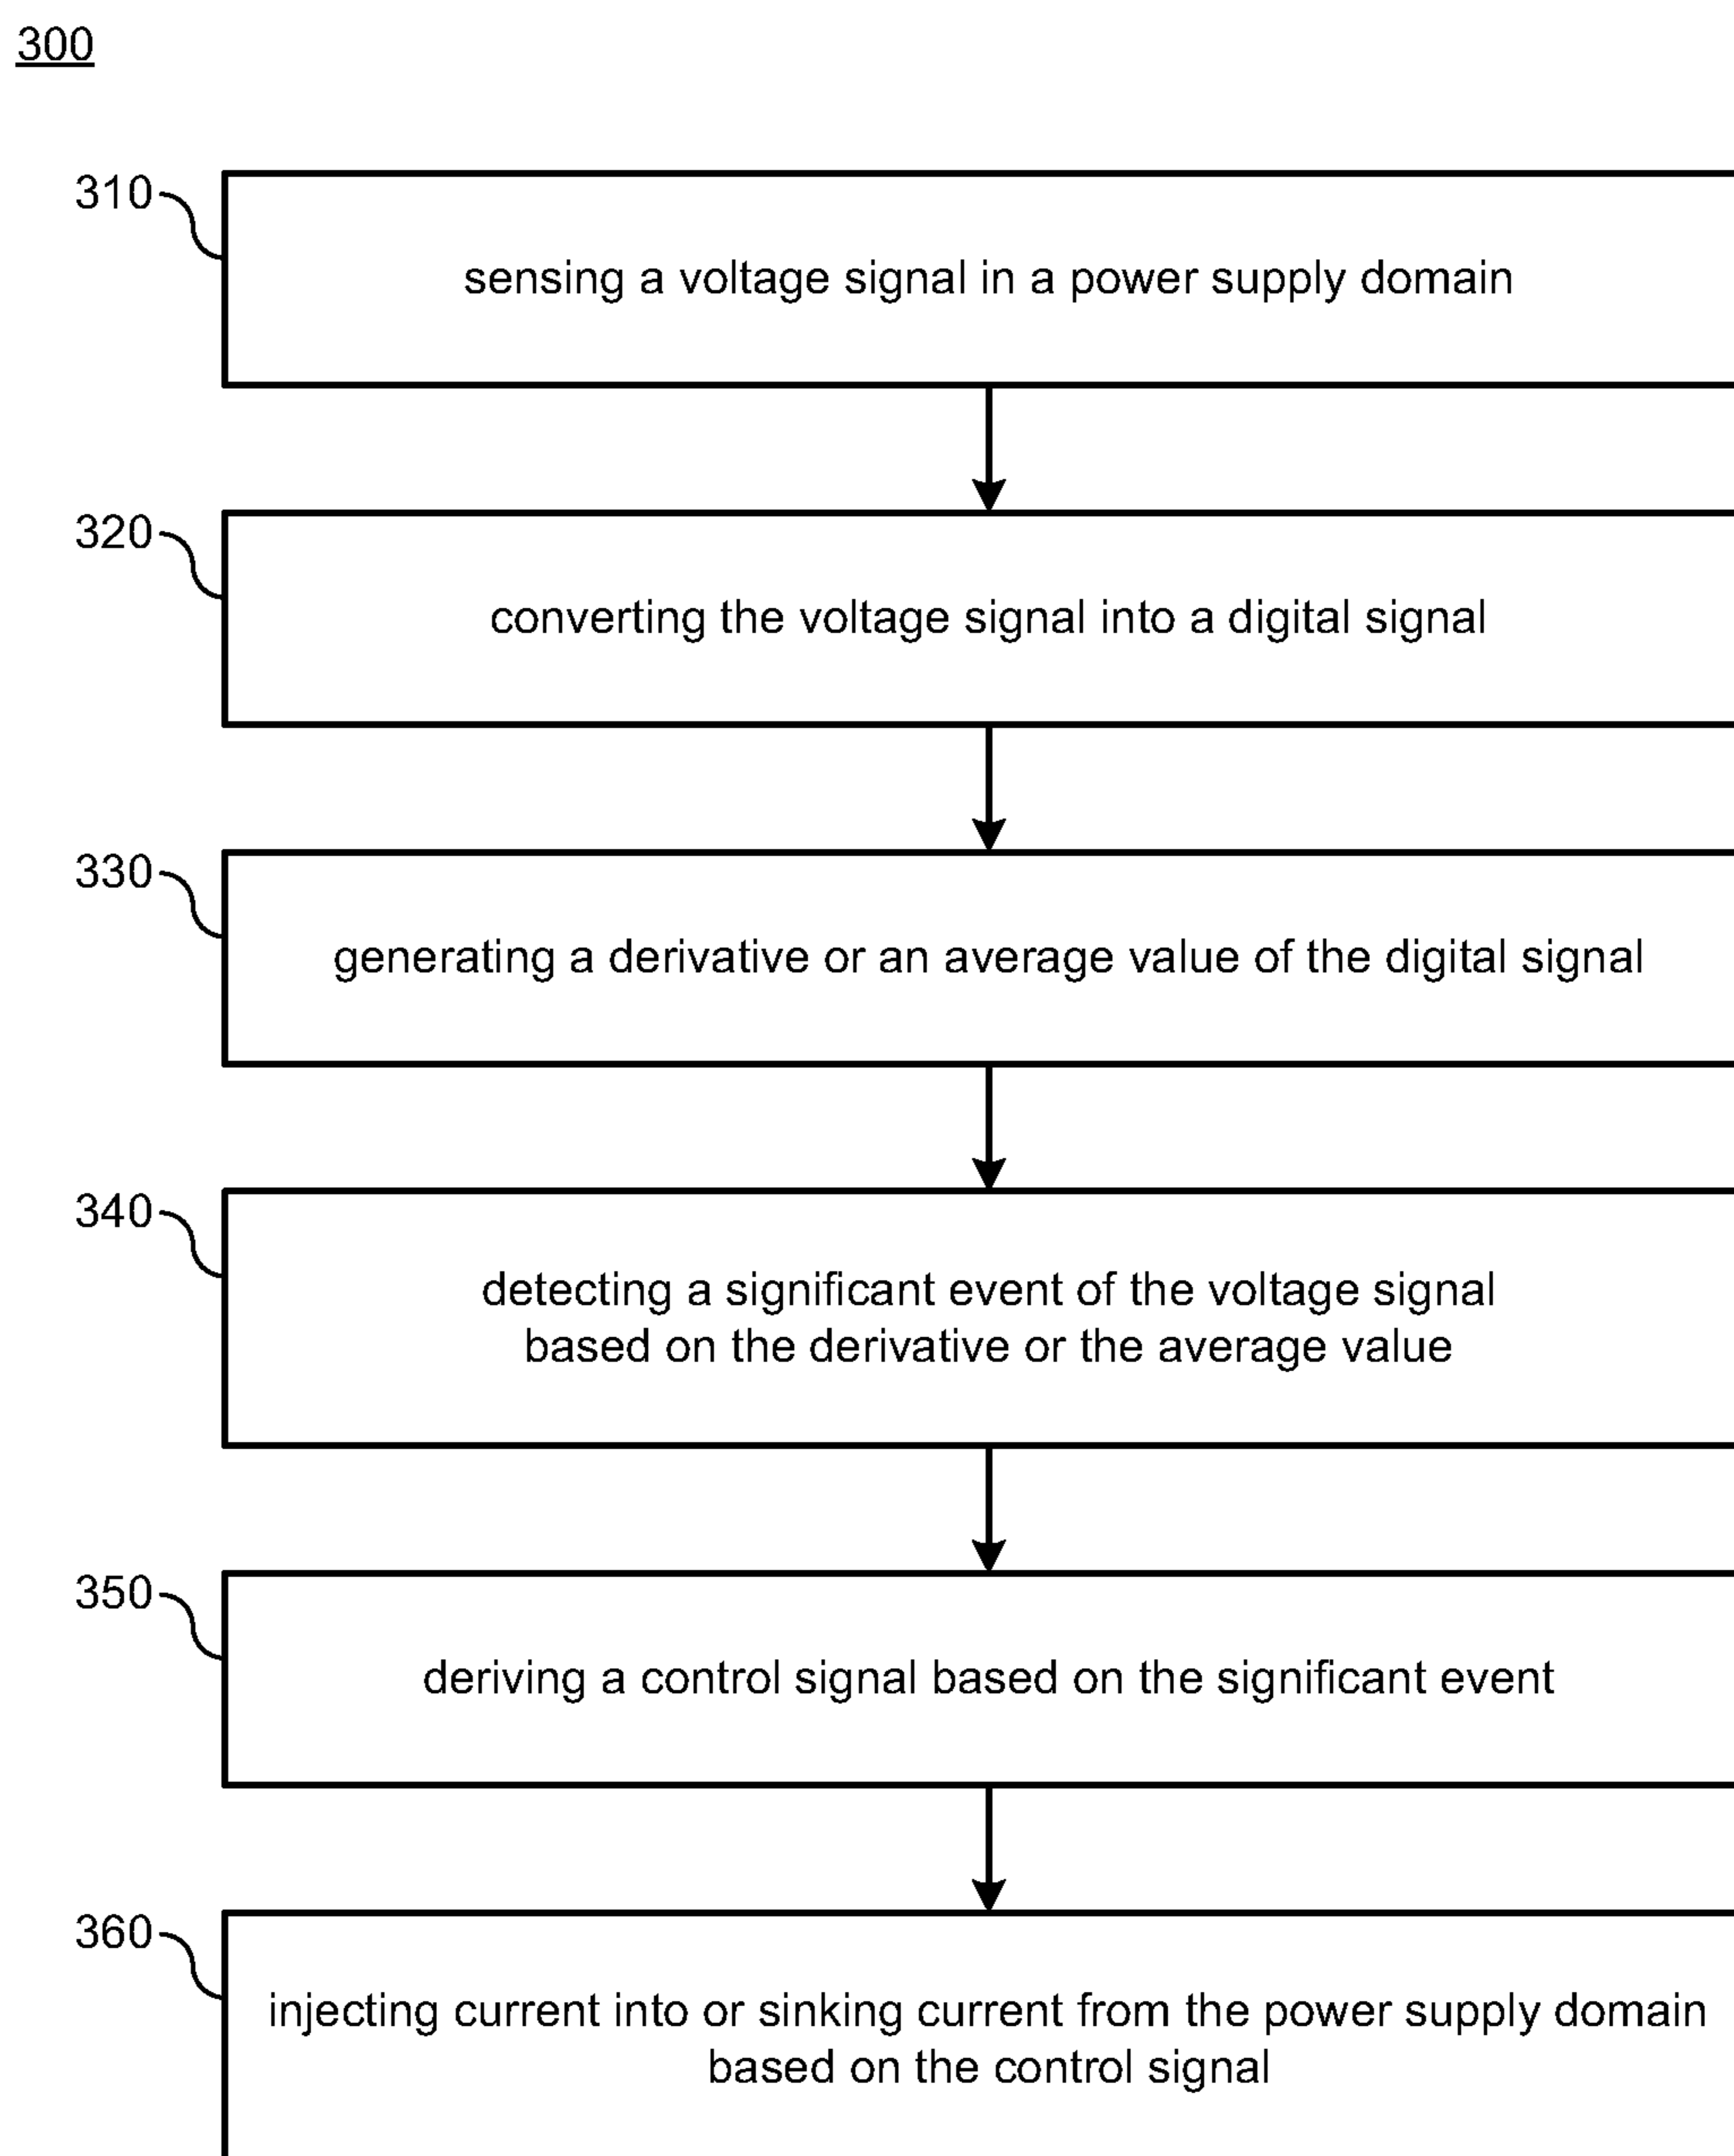 300
310
sensing a voltage signal in a power supply domain
320
converting the voltage signal into a digital signal
330
generating a derivative or an average value of the digital signal
340
detecting a significant event of the voltage signal
based on the derivative or the average value
350
deriving a control signal based on the significant event
360
injecting current into or sinking current from the power supply domain
based on the control signal